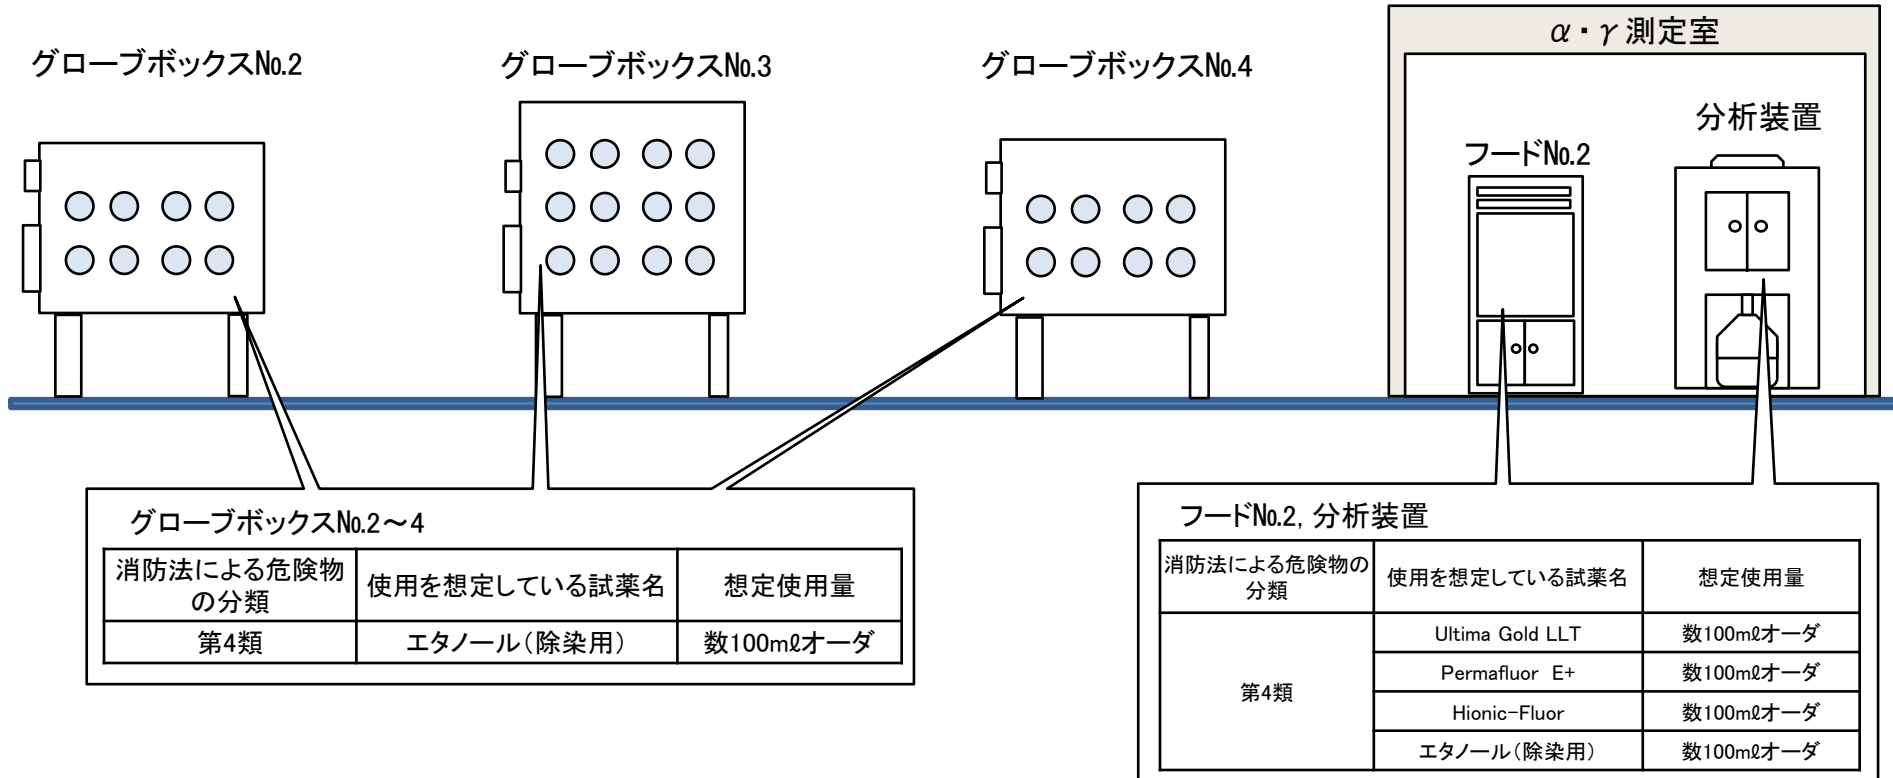 グローブボックス№2
グローブボックス№3
グローブボックス№4
α・γ測定室
フード№2
分析装置
グローブボックス№2～4
消防法による危険物
の分類
使用を想定している試薬名
想定使用量
第4類
エタノール（除染用）
数100mℓオーダ
フード№2, 分析装置
消防法による危険物の
分類
使用を想定している試薬名
想定使用量
第4類
Ultima Gold LLT
数100mℓオーダ
Permafluor E+
数100mℓオーダ
Hionic-Fluor
数100mℓオーダ
エタノール（除染用）
数100mℓオーダ